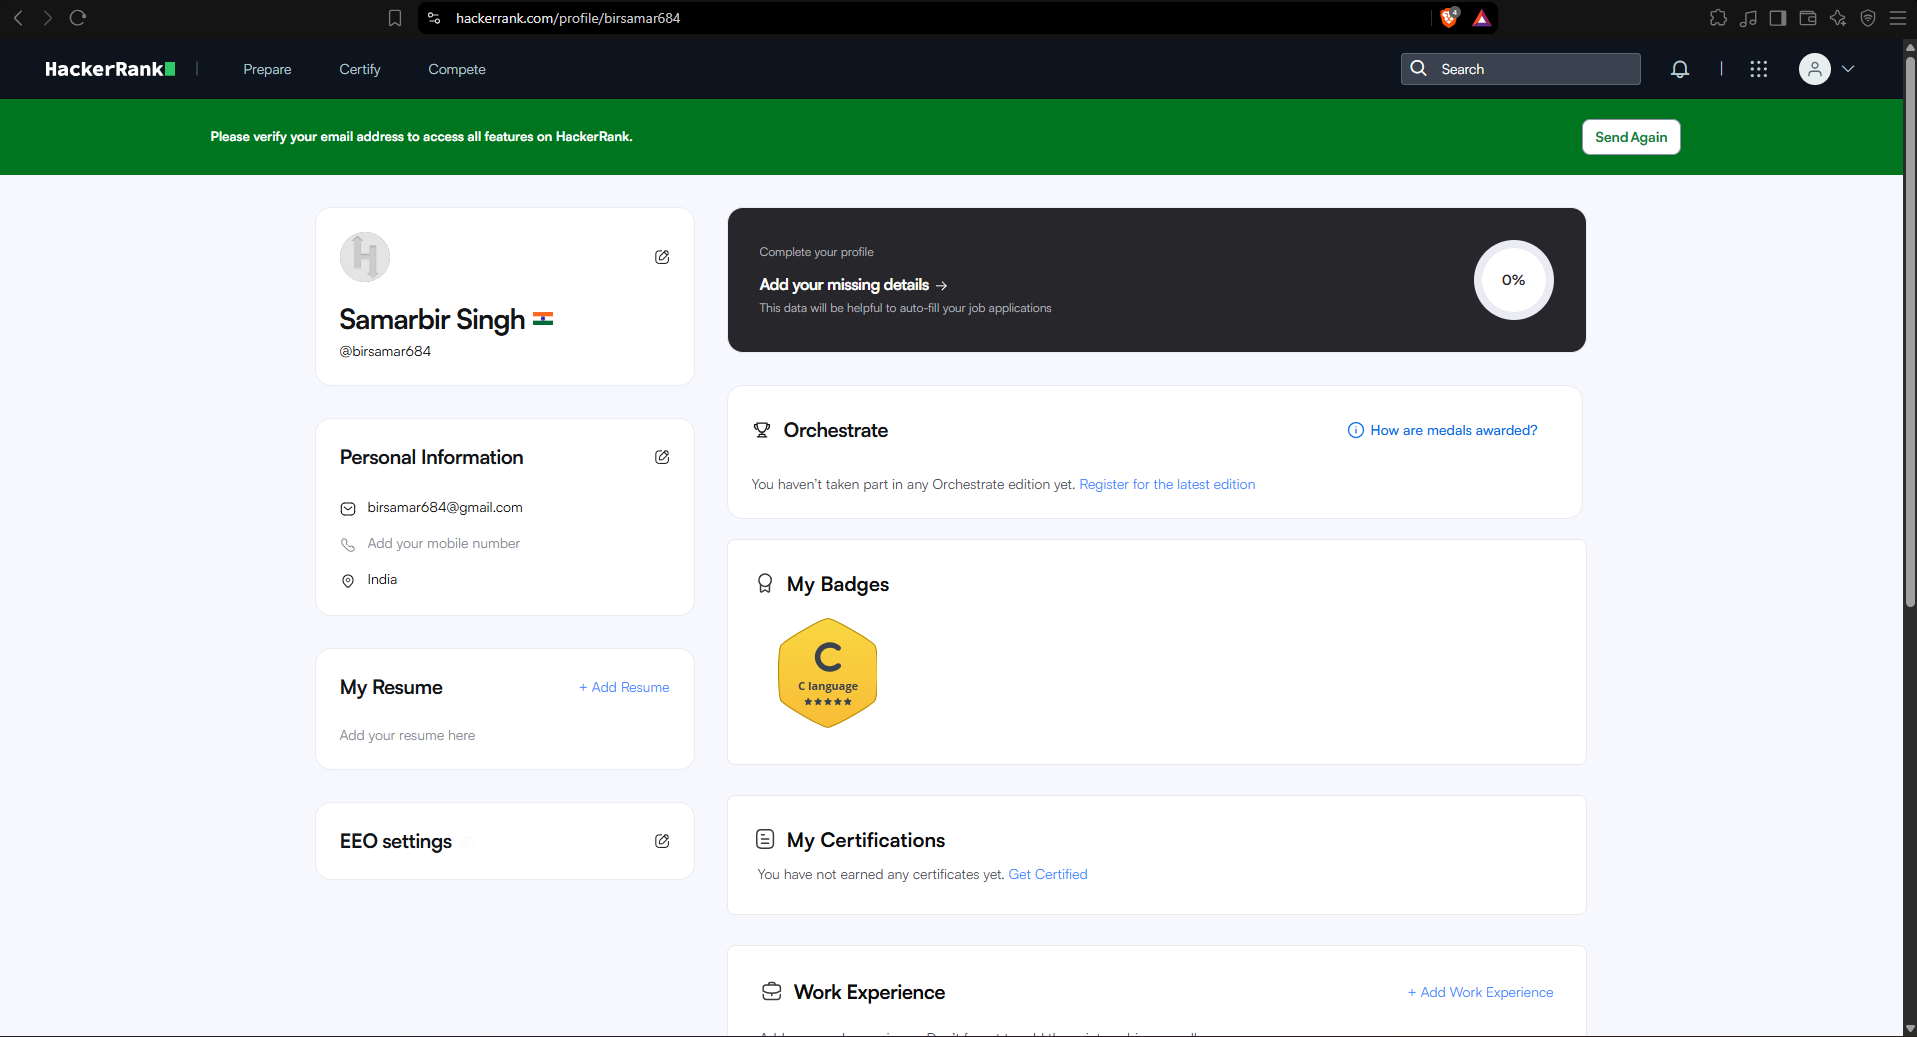 hackerrank.com/profile/birsamar684
4
HackerRank
Prepare
Certify
Compete
Search
Please verify your email address to access all features on HackerRank.
Send Again
Samarbir Singh
@birsamar684
Personal Information
birsamar684@gmail.com
Add your mobile number
India
My Resume
+ Add Resume
Add your resume here
EEO settings
Complete your profile
Add your missing details →
This data will be helpful to auto-fill your job applications
0%
Orchestrate
How are medals awarded?
You haven't taken part in any Orchestrate edition yet. Register for the latest edition
My Badges
C
C language
★★★★★
My Certifications
You have not earned any certificates yet. Get Certified
Work Experience
+ Add Work Experience